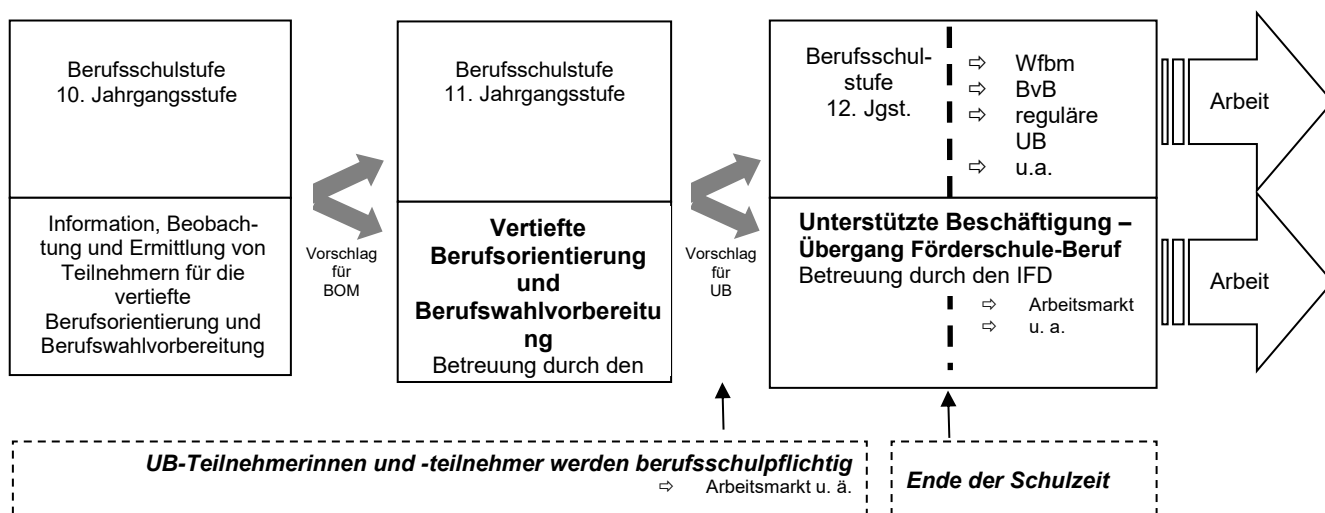 Berufsschulstufe
10. Jahrgangsstufe
Information, Beobach-
tung und Ermittlung von
Teilnehmern für die
vertiefte
Berufsorientierung und
Berufswahlvorbereitung
Vorschlag
für
BOM
Berufsschulstufe
11. Jahrgangsstufe
Vertiefte
Berufsorientierung
und
Berufswahlvorbereitu
ng
Betreuung durch den
Vorschlag
für
UB
Berufsschul-
stufe
12. Jgst.
⇨ Wfbm
⇨ BvB
⇨ reguläre
UB
⇨ u.a.
Unterstützte Beschäftigung –
Übergang Förderschule-Beruf
Betreuung durch den IFD
⇨ Arbeitsmarkt
⇨ u. a.
Arbeit
Arbeit
UB-Teilnehmerinnen und -teilnehmer werden berufsschulpflichtig
⇨ Arbeitsmarkt u. ä.
Ende der Schulzeit